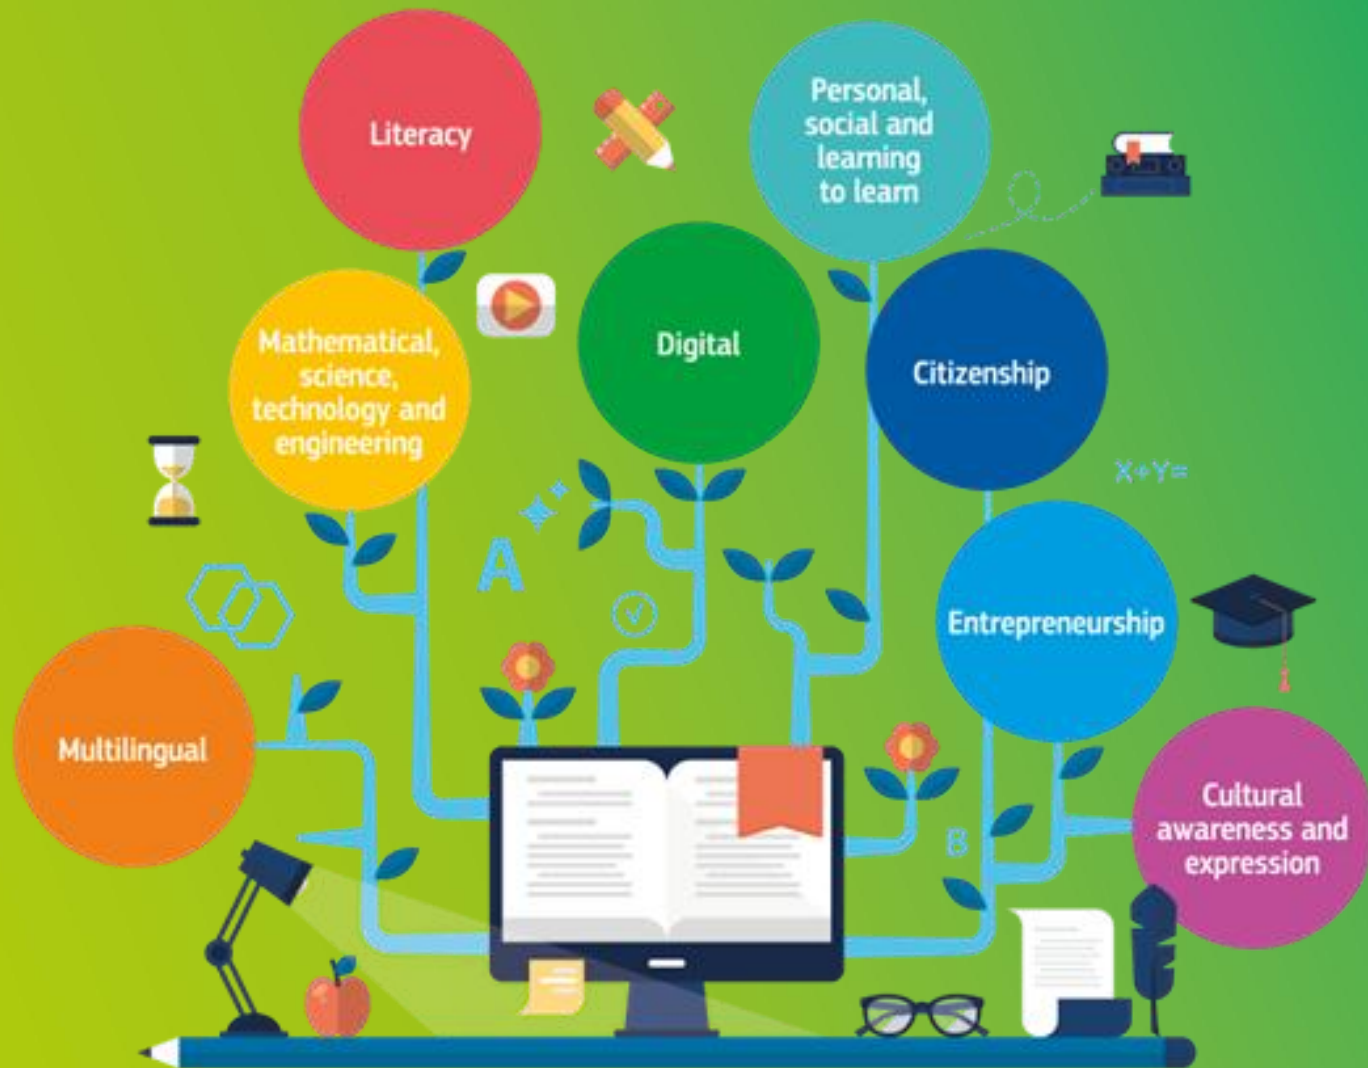 Literacy
Personal,
social and
learning
to learn
Mathematical,
science,
technology and
engineering
Digital
Citizenship
X+Y=
A
Entrepreneurship
Multilingual
Cultural
awareness and
expression
B